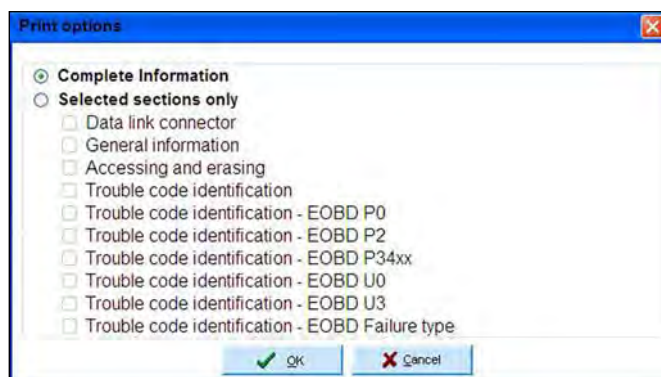 Print options
Complete Information
Selected sections only
Data link connector
General information
Accessing and erasing
Trouble code identification
Trouble code identification - EOBD P0
Trouble code identification - EOBD P2
Trouble code identification - EOBD P34xx
Trouble code identification - EOBD U0
Trouble code identification - EOBD U3
Trouble code identification - EOBD Failure type
OK Cancel